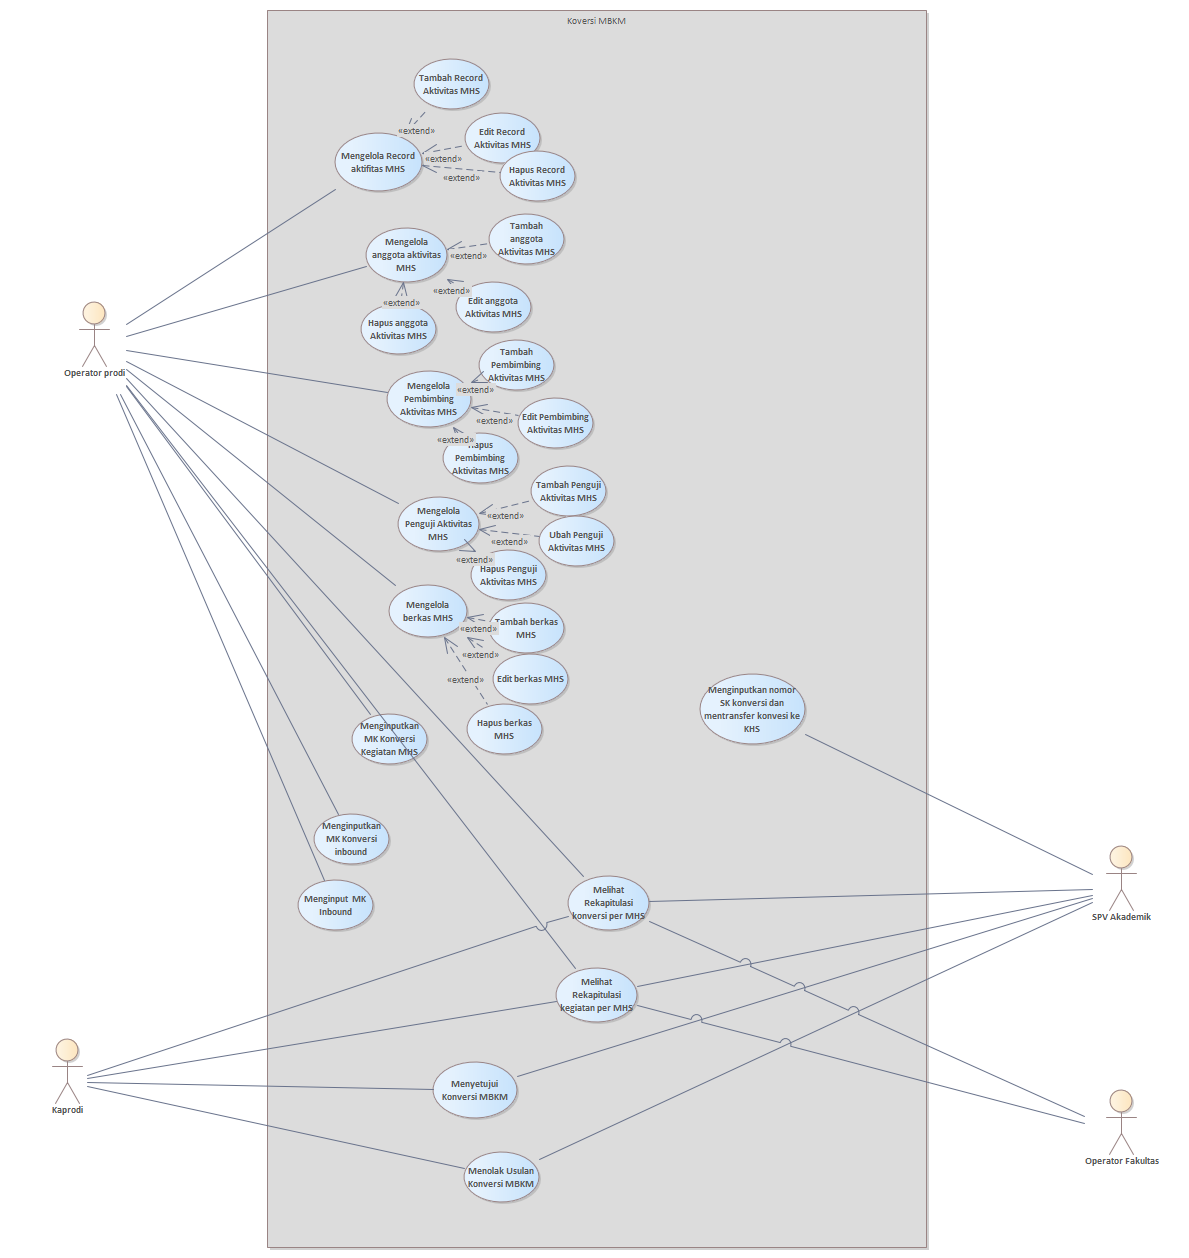 Koversi MBKM
Tambah Record
Aktivitas MHS
«extend»
Edit Record
Aktivitas MHS
Mengelola Record
aktifitas MHS
«extend»
Hapus Record
Aktivitas MHS
«extend»
Tambah
anggota
Aktivitas MHS
Mengelola
anggota aktivitas
MHS
«extend»
«extend»
Edit anggota
Aktivitas MHS
«extend»
Hapus anggota
Aktivitas MHS
Operator prodi
Tambah
Pembimbing
Aktivitas MHS
Mengelola
Pembimbing
Aktivitas MHS
«extend»
Edit Pembimbing
Aktivitas MHS
«extend»
«extend»
Hapus
Pembimbing
Aktivitas MHS
Tambah Penguji
Aktivitas MHS
Mengelola
Penguji Aktivitas
MHS
«extend»
Ubah Penguji
Aktivitas MHS
«extend»
«extend»
Hapus Penguji
Aktivitas MHS
Mengelola
berkas MHS
Tambah berkas
MHS
«extend»
«extend»
Edit berkas MHS
«extend»
Hapus berkas
MHS
Menginputkan nomor
SK konversi dan
mentransfer konvesi ke
KHS
Menginputkan
MK Konversi
Kegiatan MHS
Menginputkan
MK Konversi
inbound
Menginput  MK
Inbound
Melihat
Rekapitulasi
konversi per MHS
SPV Akademik
Melihat
Rekapitulasi
kegiatan per MHS
Kaprodi
Menyetujui
Konversi MBKM
Operator Fakultas
Menolak Usulan
Konversi MBKM